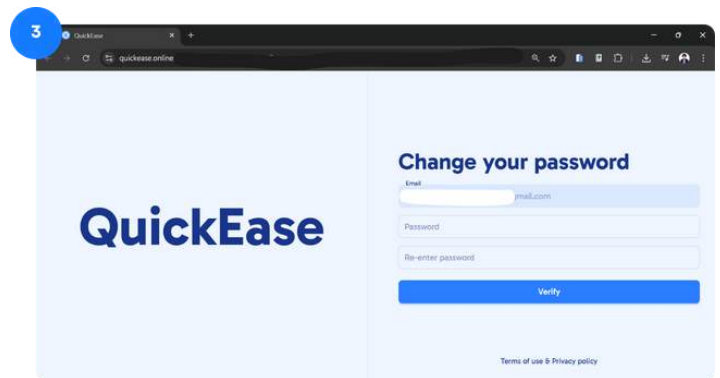 3
QuickEase
quickease.online
QuickEase
Change your password
Email
gmail.com
Password
Re-enter password
Verify
Terms of use & Privacy policy